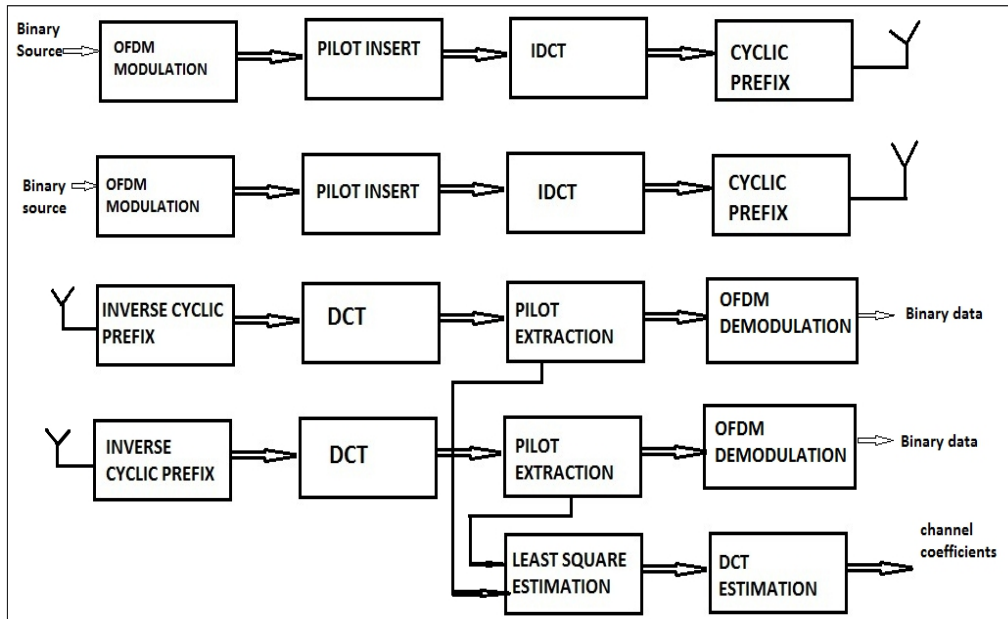 Binary
Source
OFDM
MODULATION
PILOT INSERT
IDCT
CYCLIC
PREFIX
Binary
source
OFDM
MODULATION
PILOT INSERT
IDCT
CYCLIC
PREFIX
INVERSE CYCLIC
PREFIX
DCT
PILOT
EXTRACTION
OFDM
DEMODULATION
Binary data
INVERSE
CYCLIC PREFIX
DCT
PILOT
EXTRACTION
OFDM
DEMODULATION
Binary data
LEAST SQUARE
ESTIMATION
DCT
ESTIMATION
channel
coefficients